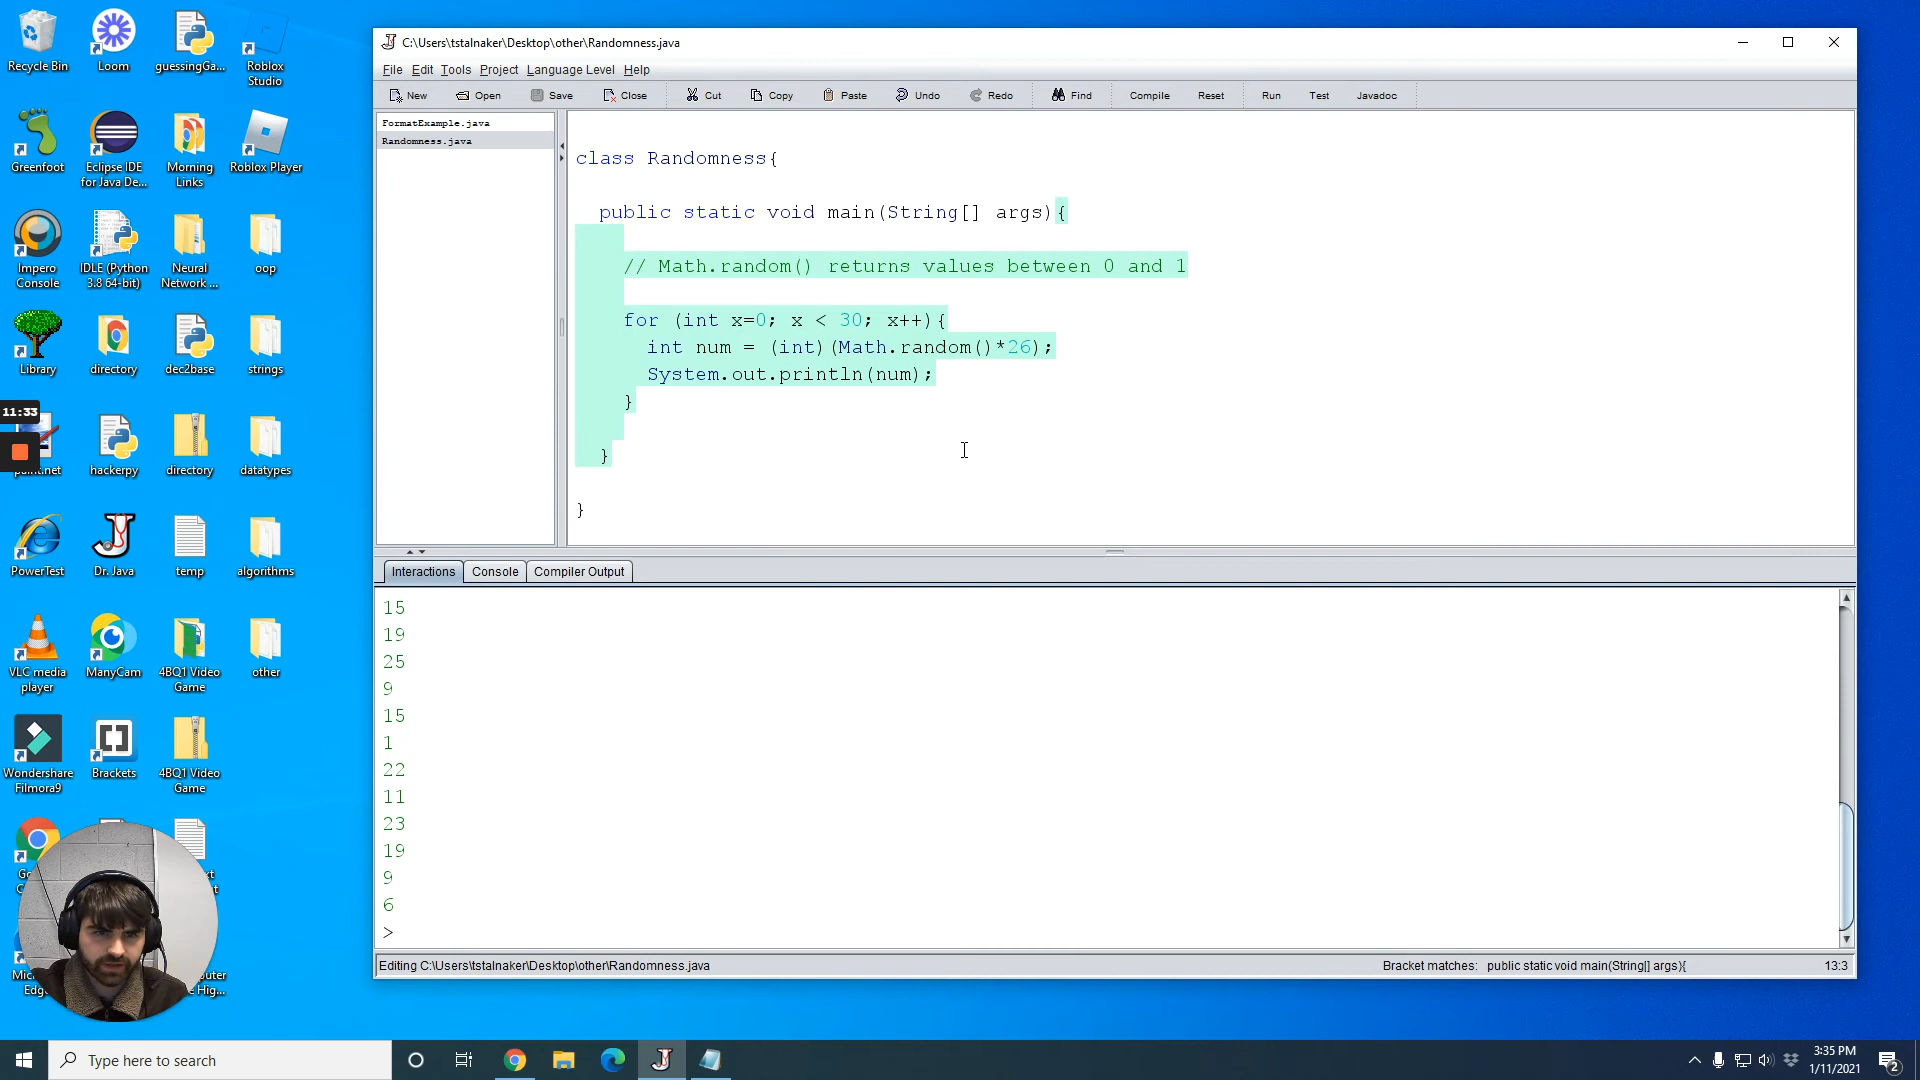 Recycle Bin
Loom
guessingGa...
Roblox
Studio
Greenfoot
Eclipse IDE
for Java De...
Morning
Links
Roblox Player
Impero
Console
IDLE (Python
3.8 64-bit)
Neural
Network ...
oop
Library
directory
dec2base
strings
11:33
paint.net
hackerpy
directory
datatypes
PowerTest
Dr. Java
temp
algorithms
VLC media
player
ManyCam
4BQ1 Video
Game
other
Wondershare
Filmora9
Brackets
4BQ1 Video
Game
C:\Users\tstalnaker\Desktop\other\Randomness.java
File Edit Tools Project Language Level Help
New Open Save Close Cut Copy Paste Undo Redo Find Compile Reset Run Test Javadoc
FormatExample.java
Randomness.java
class Randomness{
public static void main(String[] args){
// Math.random() returns values between 0 and 1
for (int x=0; x < 30; x++){
int num = (int)(Math.random()*26);
System.out.println(num);
}
}
}
Interactions Console Compiler Output
15
19
25
9
15
1
22
11
23
19
9
6
>
Editing C:\Users\tstalnaker\Desktop\other\Randomness.java
Bracket matches: public static void main(String[] args){
13:3
Type here to search
3:35 PM
1/11/2021
2